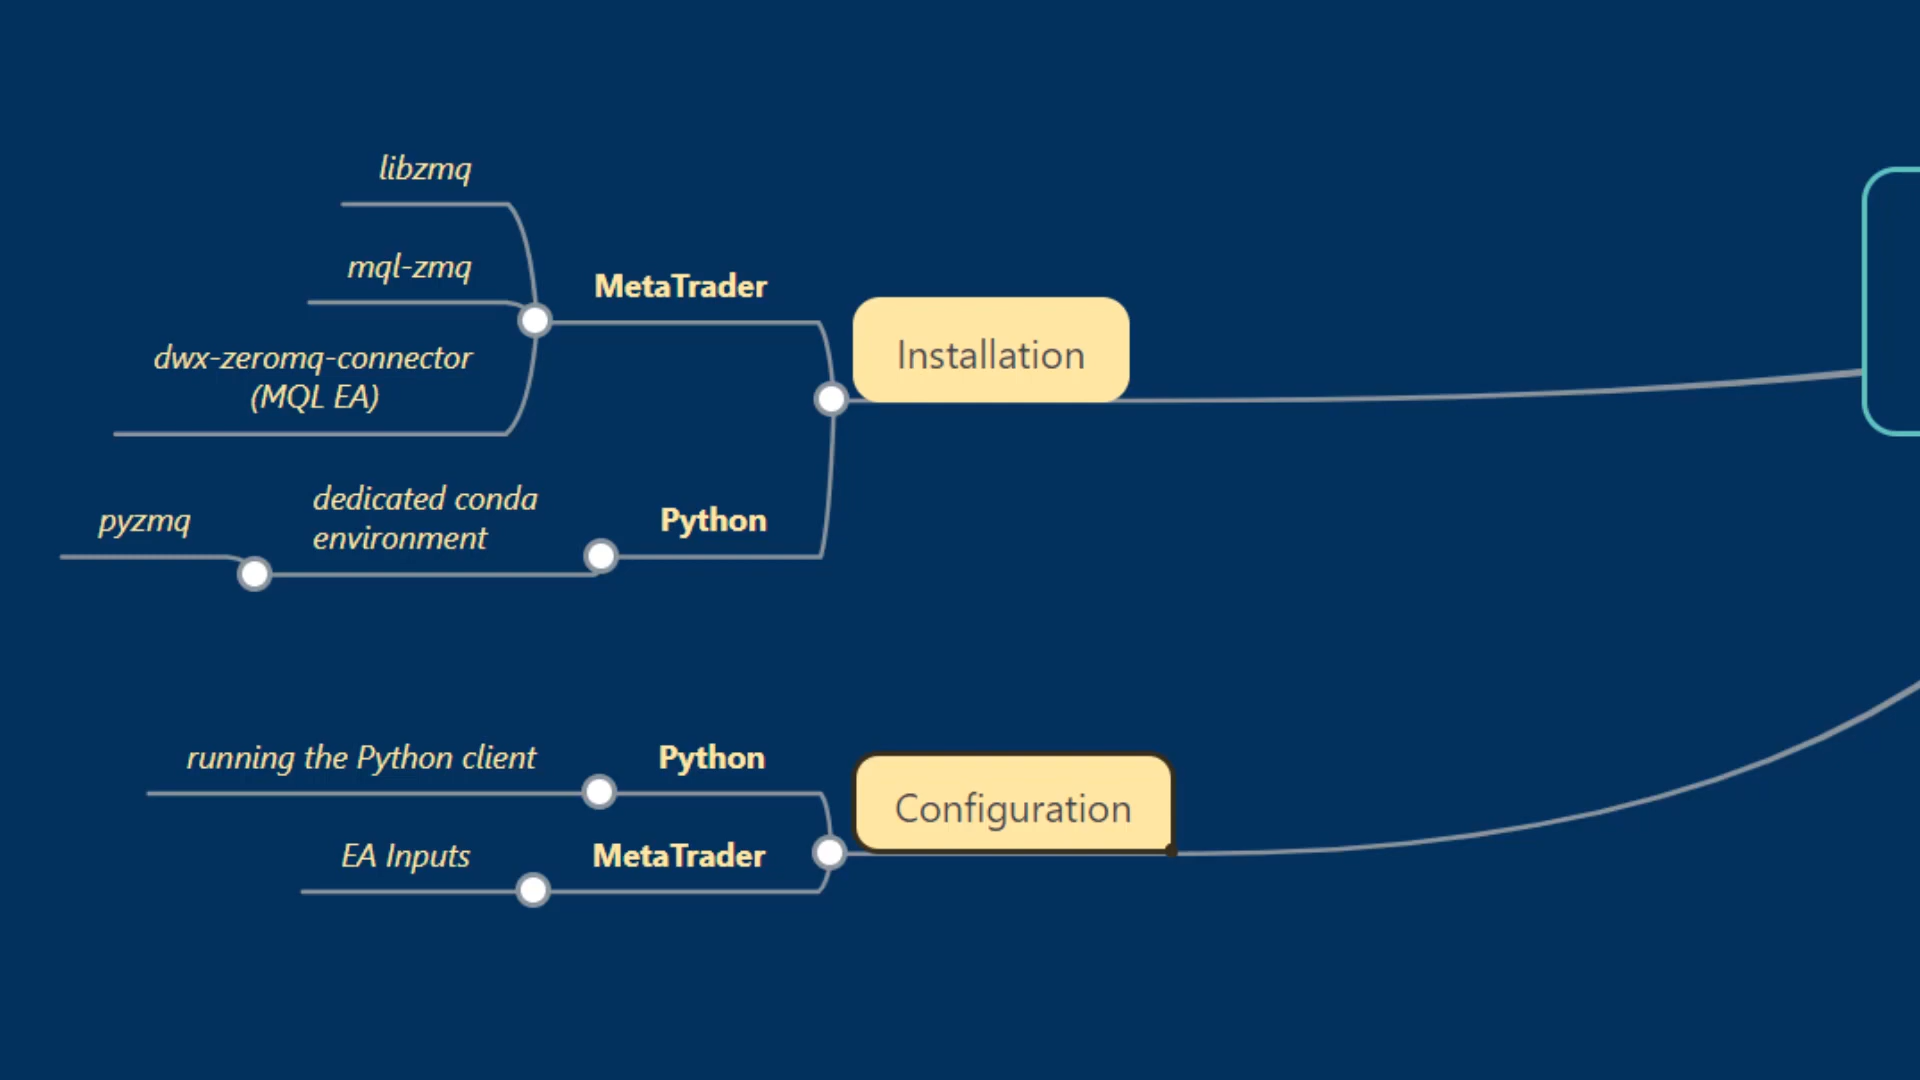 libzmq
mql-zmq
dwx-zeromq-connector
(MQL EA)
MetaTrader
Installation
pyzmq
dedicated conda
environment
Python
running the Python client
Python
EA Inputs
MetaTrader
Configuration